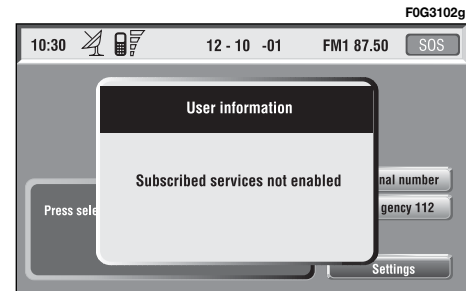 F0G3102g
10:30 12 - 10 -01 FM1 87.50 SOS
User information
Subscribed services not enabled
nal number
Press sele
gency 112
Settings